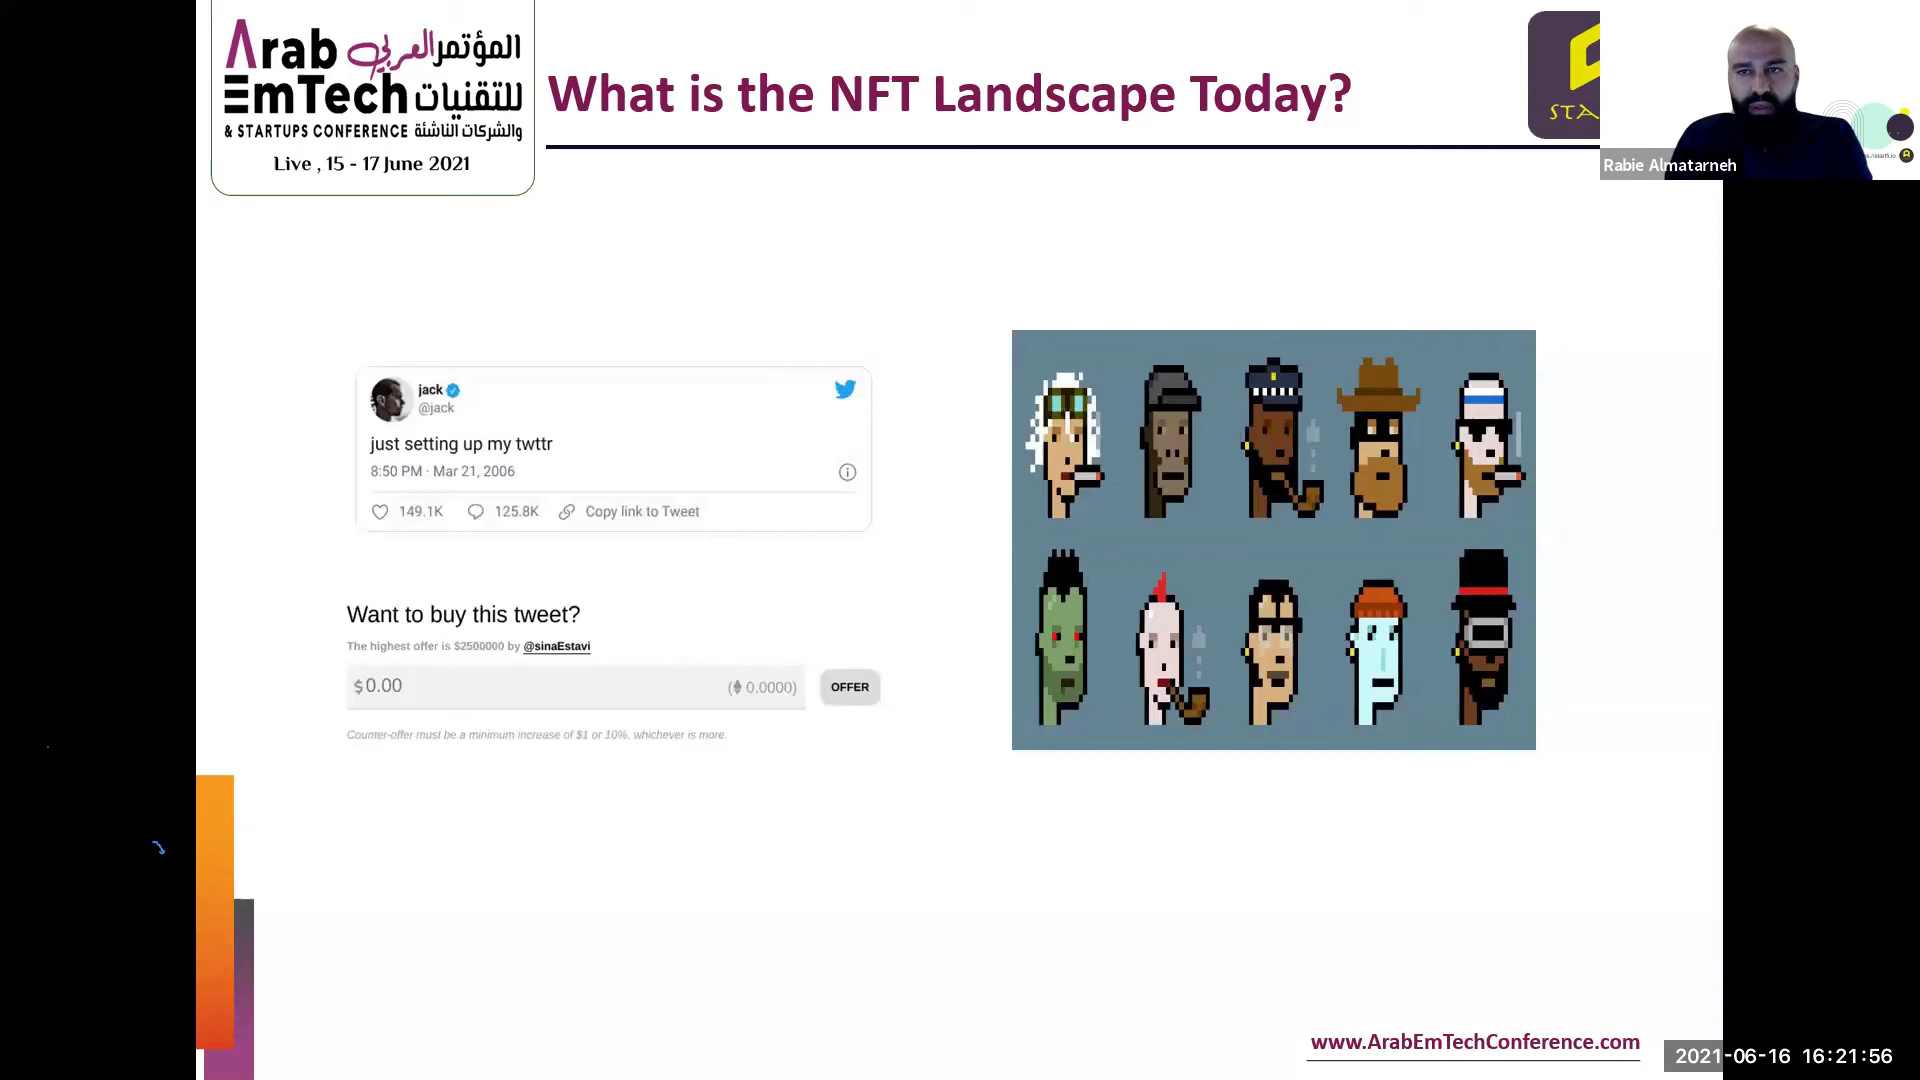 Arab المؤتمر العربي
EmTech للتقنيات
& STARTUPS CONFERENCE والشركات الناشئة
Live , 15 - 17 June 2021
What is the NFT Landscape Today?
Rabie Almatarneh
jack
@jack
just setting up my twttr
8:50 PM · Mar 21, 2006
149.1K 125.8K Copy link to Tweet
Want to buy this tweet?
The highest offer is $2500000 by @sinaEstavi
$0.00 (0.0000) OFFER
Counter-offer must be a minimum increase of $1 or 10%, whichever is more.
www.ArabEmTechConference.com
2021-06-16 16:21:56